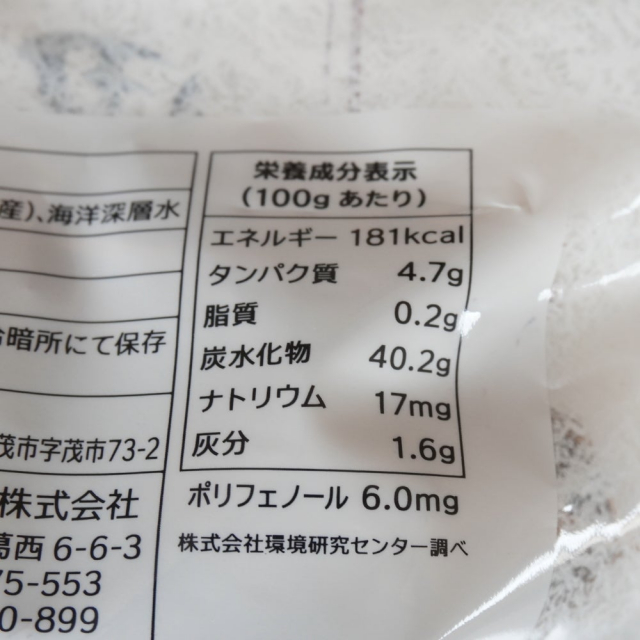 産)、海洋深層水
暗所にて保存
茂市字茂市73-2
株式会社
葛西6-6-3
75-553
0-899
栄養成分表示
(100gあたり)
エネルギー 181kcal
タンパク質 4.7g
脂質 0.2g
炭水化物 40.2g
ナトリウム 17mg
灰分 1.6g
ポリフェノール 6.0mg
株式会社環境研究センター調べ